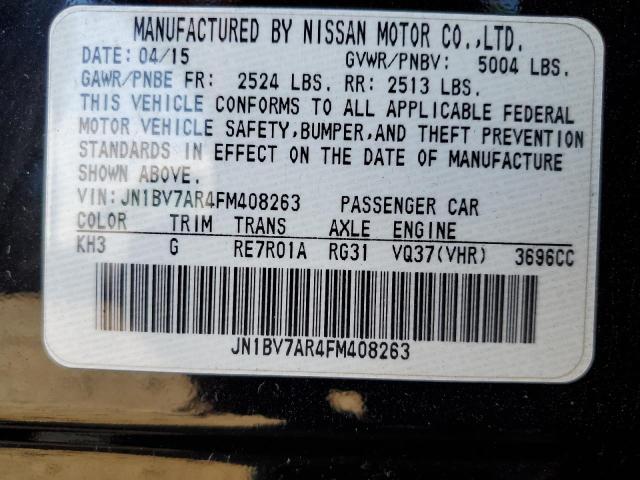 MANUFACTURED BY NISSAN MOTOR CO.,LTD.
DATE: 04/15 GVWR/PNBV: 5004 LBS.
GAWR/PNBE FR: 2524 LBS. RR: 2513 LBS.
THIS VEHICLE CONFORMS TO ALL APPLICABLE FEDERAL
MOTOR VEHICLE SAFETY,BUMPER,AND THEFT PREVENTION
STANDARDS IN EFFECT ON THE DATE OF MANUFACTURE
SHOWN ABOVE.
VIN:JN1BV7AR4FM408263 PASSENGER CAR
COLOR TRIM TRANS AXLE ENGINE
KH3 G RE7R01A RG31 VQ37(VHR) 3696CC
JN1BV7AR4FM408263